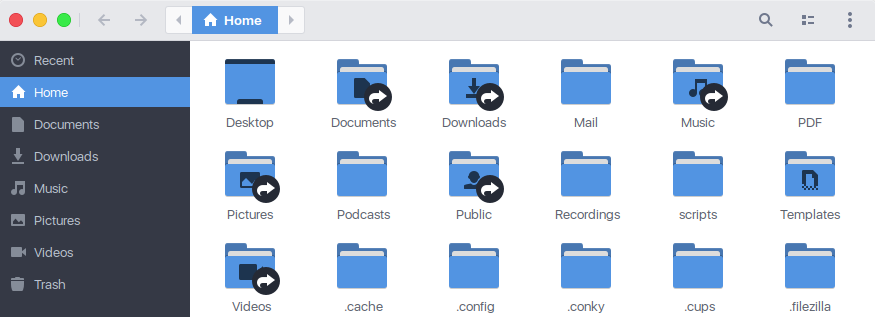 Home
Recent
Home
Documents
Downloads
Music
Pictures
Videos
Trash
Desktop
Documents
Downloads
Mail
Music
PDF
Pictures
Podcasts
Public
Recordings
scripts
Templates
Videos
.cache
.config
.conky
.cups
.filezilla